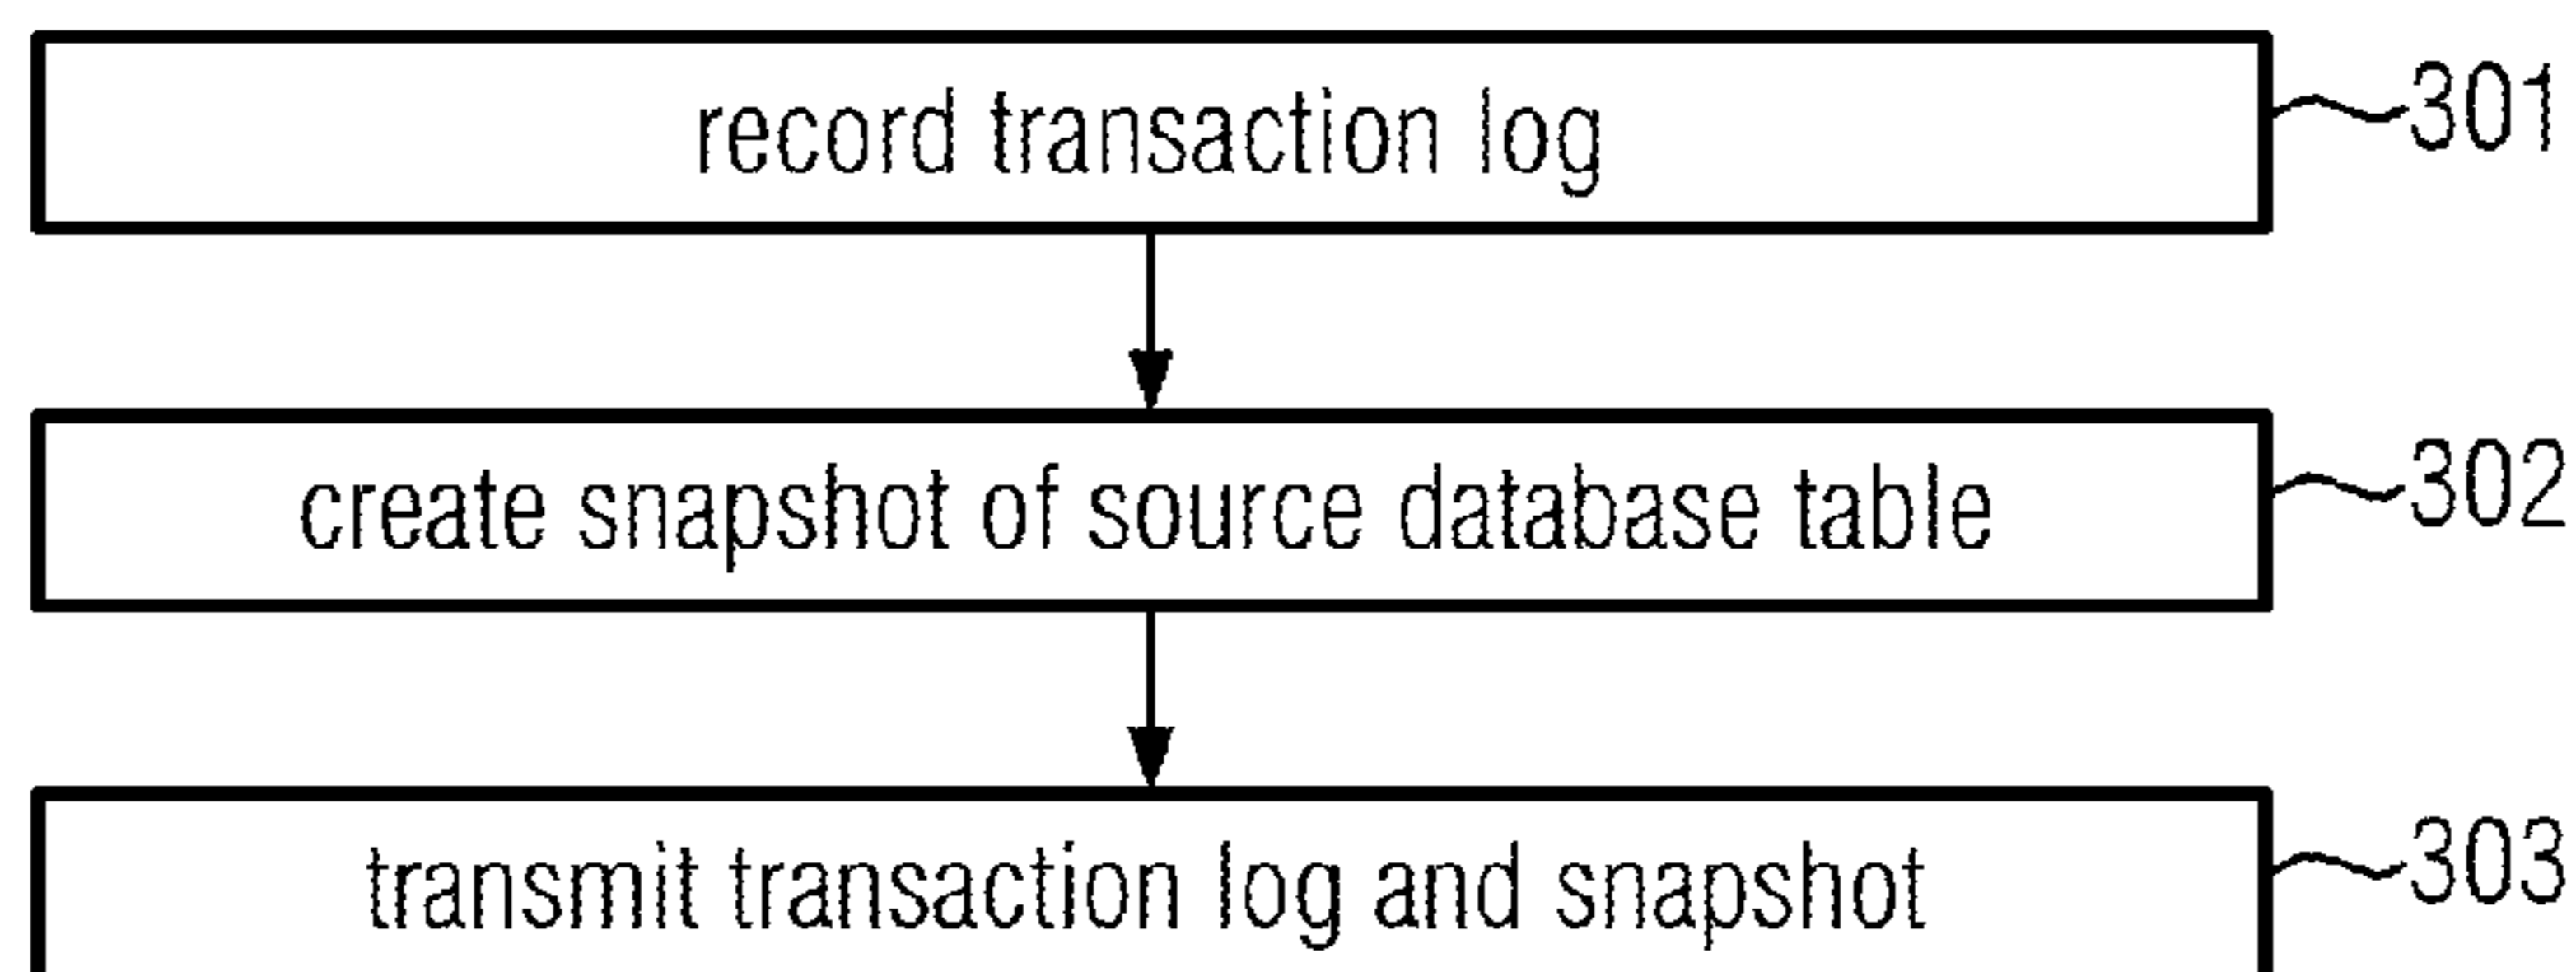 record transaction log
301
create snapshot of source database table
302
transmit transaction log and snapshot
303